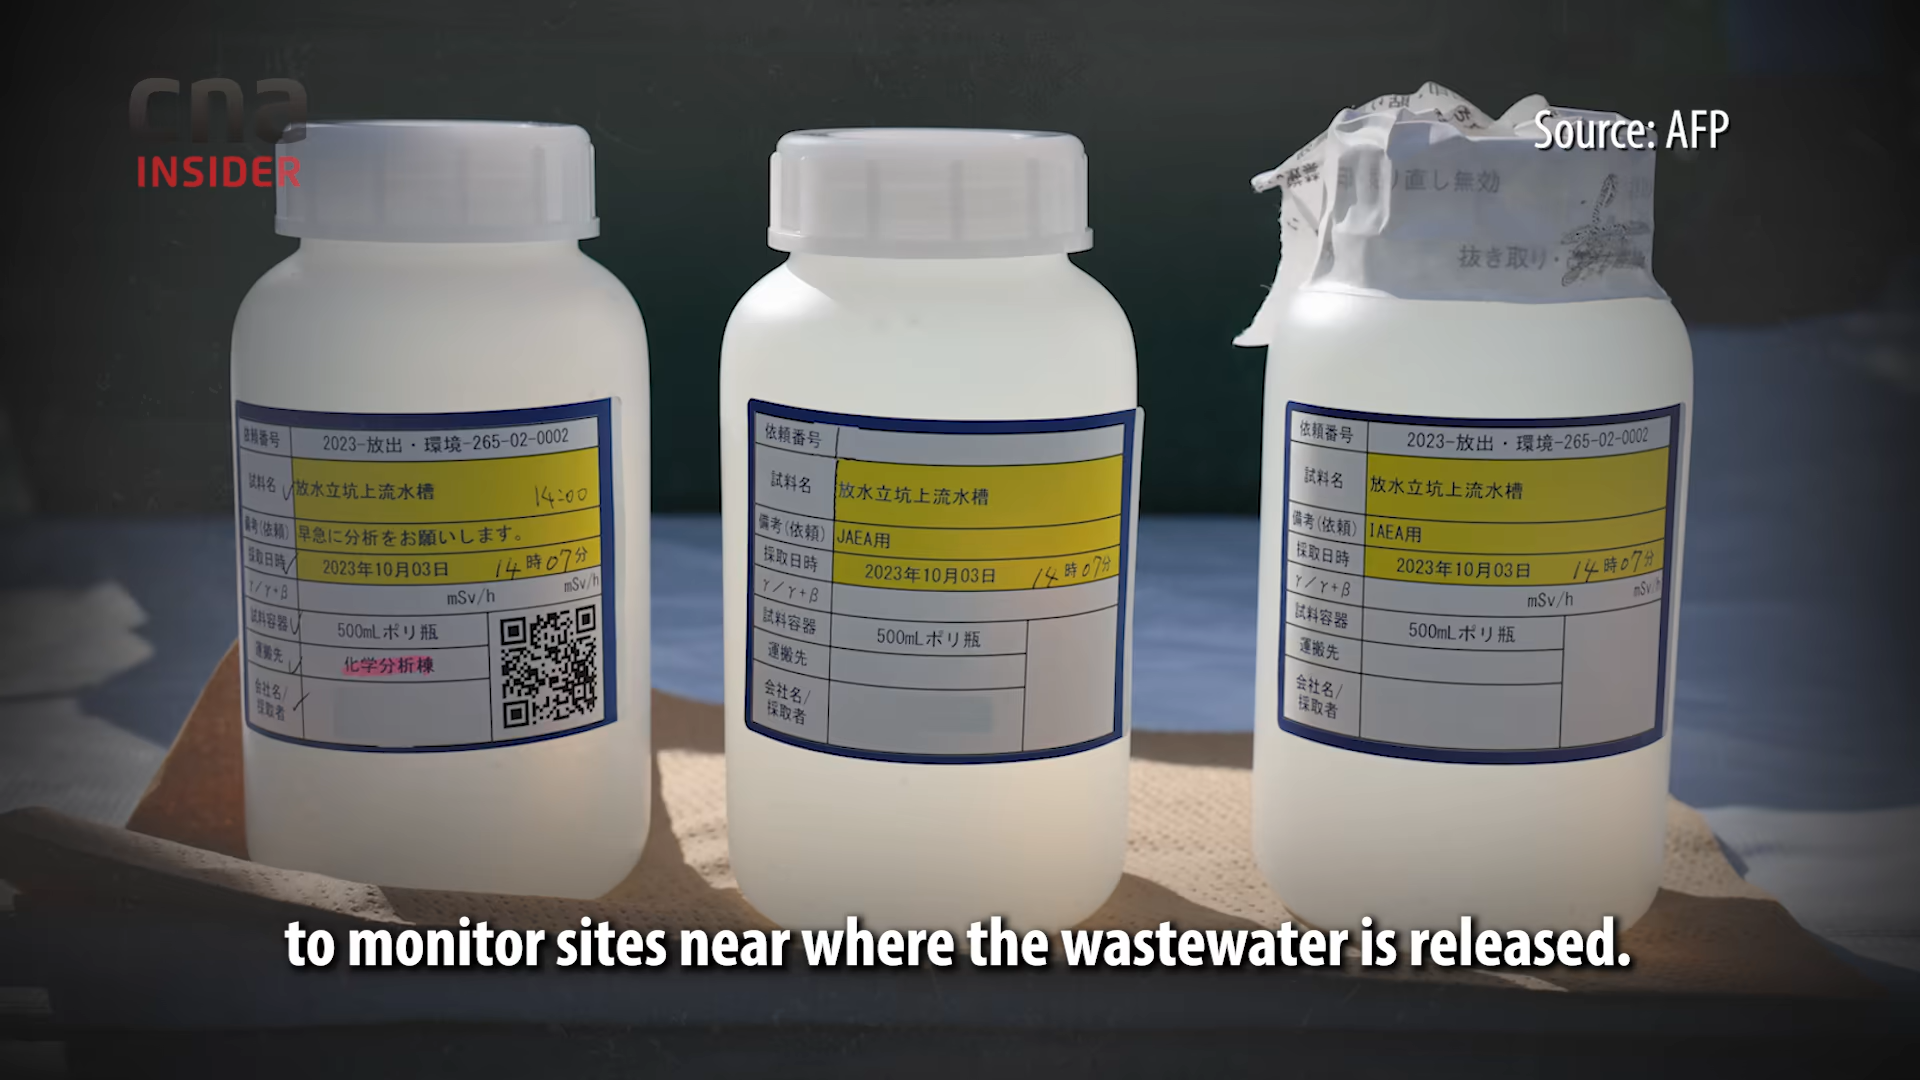 cna
INSIDER
Source: AFP
直し無効
抜き取り・
依頼番号 2023-放出・環境-265-02-0002
試料名 放水立坑上流水槽 14:00
備考(依頼) 早急に分析をお願いします。
採取日時 2023年10月03日 14時07分
γ/γ+β mSv/h mSv/h
試料容器 500mLポリ瓶
運搬先 化学分析棟
会社名/
採取者
依頼番号
試料名 放水立坑上流水槽
備考(依頼) JAEA用
採取日時 2023年10月03日 14時07分
γ/γ+β
試料容器 500mLポリ瓶
運搬先
会社名/
採取者
依頼番号 2023-放出・環境-265-02-0002
試料名 放水立坑上流水槽
備考(依頼) IAEA用
採取日時 2023年10月03日 14時07分
γ/γ+β mSv/h mSv/h
試料容器 500mLポリ瓶
運搬先
会社名/
採取者
to monitor sites near where the wastewater is released.